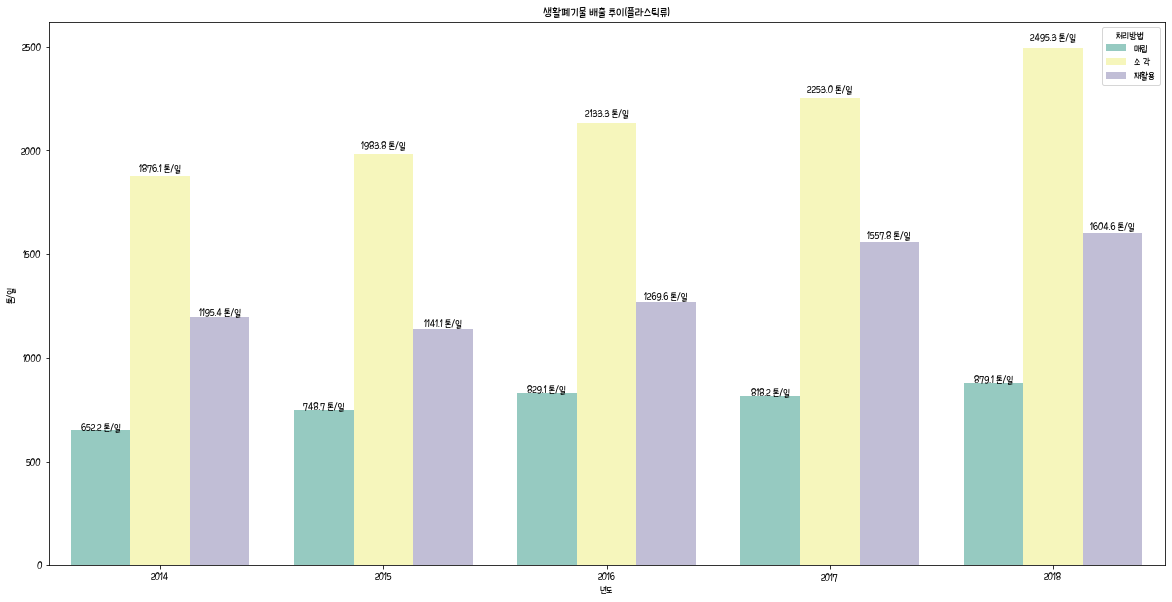 생활폐기물 배출 추이(플라스틱류)
처리방법
매립
소 각
재활용
톤/일
2500
2000
1500
1000
500
0
652.2 톤/일
1876.1 톤/일
1195.4 톤/일
748.7 톤/일
1983.8 톤/일
1141.1 톤/일
829.1 톤/일
2133.3 톤/일
1269.6 톤/일
818.2 톤/일
2253.0 톤/일
1557.8 톤/일
879.1 톤/일
2495.3 톤/일
1604.6 톤/일
2014
2015
2016
2017
2018
년도